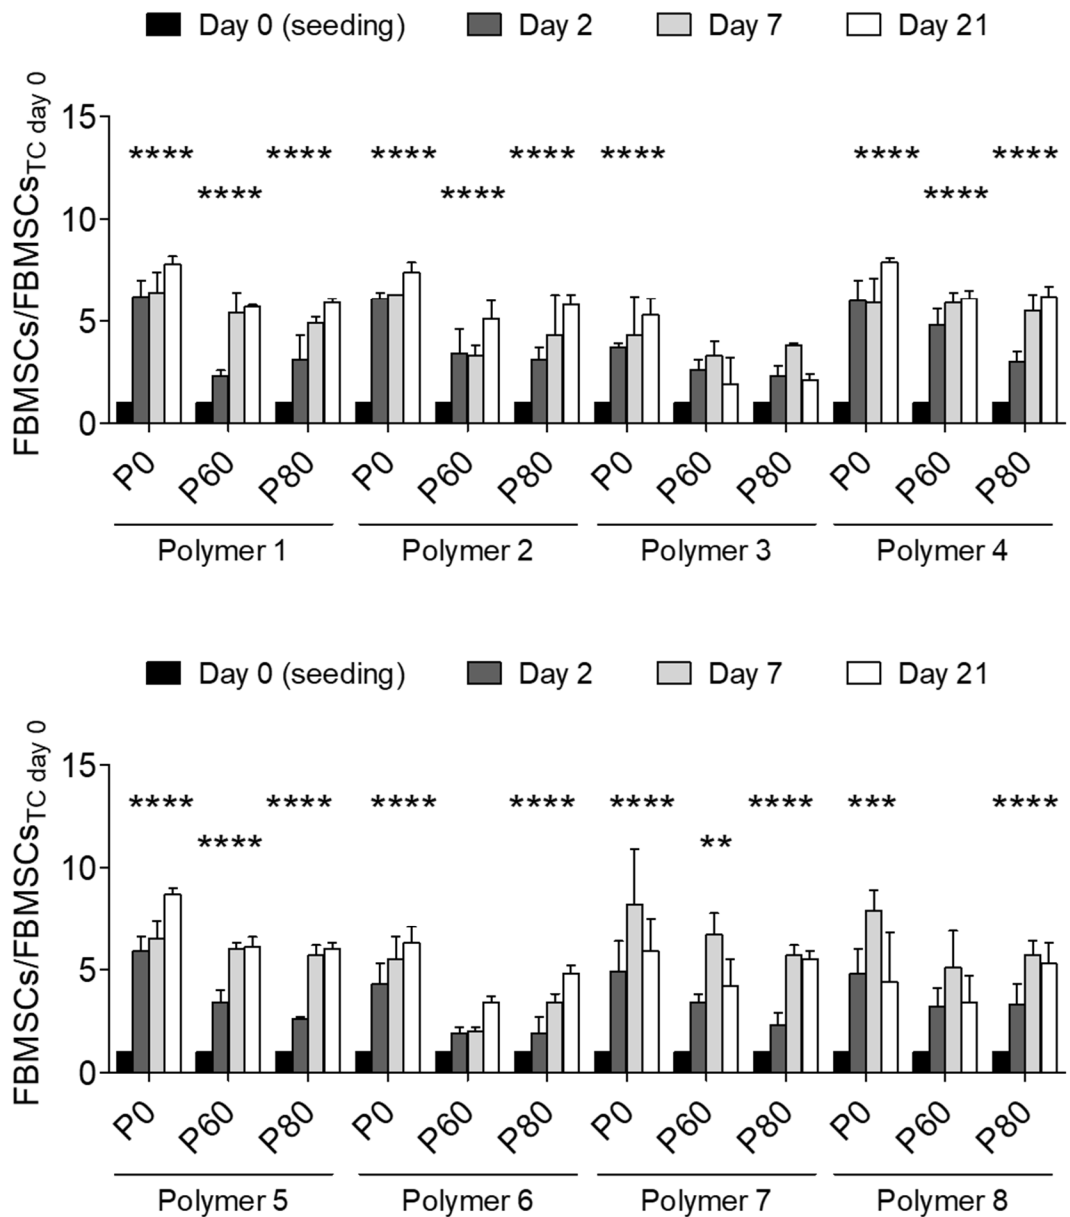 Day 0 (seeding) Day 2 Day 7 Day 21
FBMSCs/FBMSCsTC day 0
15
10
5
0
**** **** **** **** **** **** ****
**** **** ****
P0 P60 P80 P0 P60 P80 P0 P60 P80 P0 P60 P80
Polymer 1 Polymer 2 Polymer 3 Polymer 4
Day 0 (seeding) Day 2 Day 7 Day 21
FBMSCs/FBMSCsTC day 0
15
10
5
0
**** **** **** **** **** **** *** ****
**** **
P0 P60 P80 P0 P60 P80 P0 P60 P80 P0 P60 P80
Polymer 5 Polymer 6 Polymer 7 Polymer 8